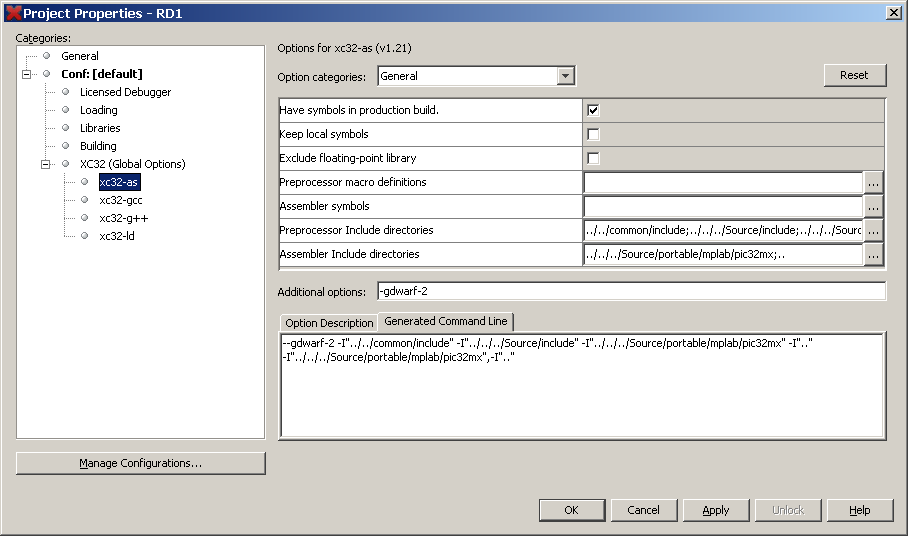 Project Properties - RD1
Categories:
General
Conf: [default]
Licensed Debugger
Loading
Libraries
Building
XC32 (Global Options)
xc32-as
xc32-gcc
xc32-g++
xc32-ld
Manage Configurations...
Options for xc32-as (v1.21)
Option categories: General Reset
Have symbols in production build.
Keep local symbols
Exclude floating-point library
Preprocessor macro definitions ...
Assembler symbols ...
Preprocessor Include directories ../../common/include;../../../Source/include;../../../Sourc ...
Assembler Include directories ../../../Source/portable/mplab/pic32mx;.. ...
Additional options: -gdwarf-2
Option Description Generated Command Line
--gdwarf-2 -I"../../common/include" -I"../../../Source/include" -I"../../../Source/portable/mplab/pic32mx" -I".."
-I"../../../Source/portable/mplab/pic32mx",-I".."
OK Cancel Apply Unlock Help